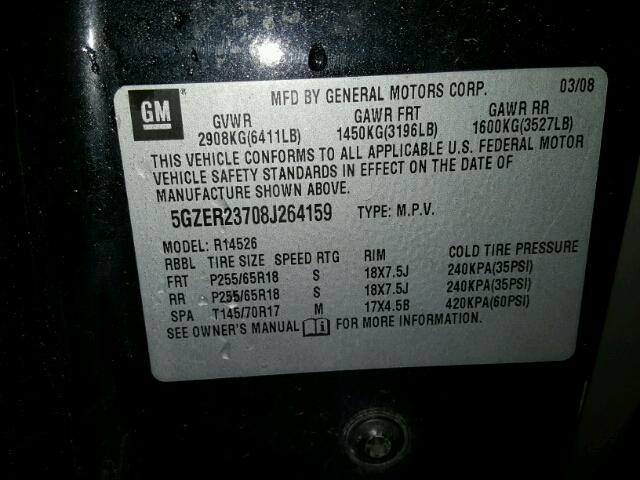 GM ®
MFD BY GENERAL MOTORS CORP. 03/08
GVWR GAWR FRT GAWR RR
2908KG(6411LB) 1450KG(3196LB) 1600KG(3527LB)
THIS VEHICLE CONFORMS TO ALL APPLICABLE U.S. FEDERAL MOTOR
VEHICLE SAFETY STANDARDS IN EFFECT ON THE DATE OF
MANUFACTURE SHOWN ABOVE.
5GZER23708J264159 TYPE: M.P.V.
MODEL: R14526
RBBL TIRE SIZE SPEED RTG RIM COLD TIRE PRESSURE
FRT P255/65R18 S 18X7.5J 240KPA(35PSI)
RR P255/65R18 S 18X7.5J 240KPA(35PSI)
SPA T145/70R17 M 17X4.5B 420KPA(60PSI)
SEE OWNER'S MANUAL FOR MORE INFORMATION.